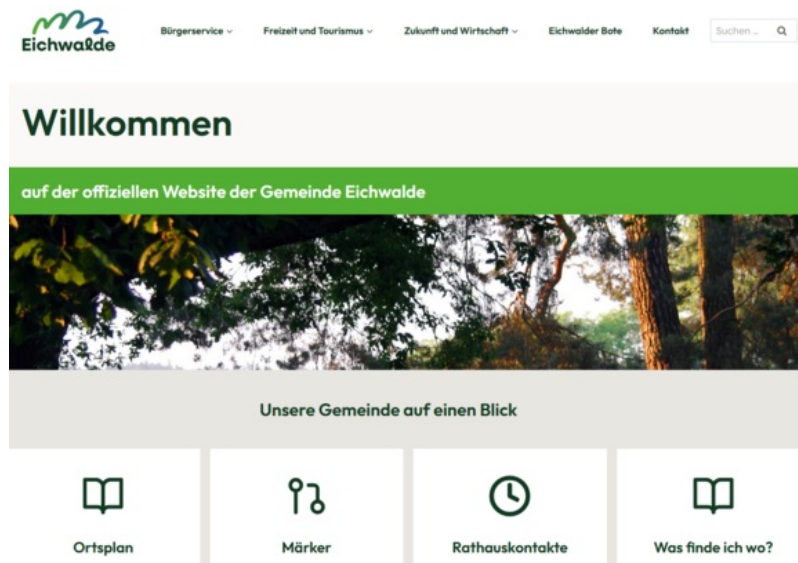 Eichwalde
Bürgerservice
Freizeit und Tourismus
Zukunft und Wirtschaft
Eichwalder Bote
Kontakt
Suchen ...
Willkommen
auf der offiziellen Website der Gemeinde Eichwalde
Unsere Gemeinde auf einen Blick
Ortsplan
Märker
Rathauskontakte
Was finde ich wo?